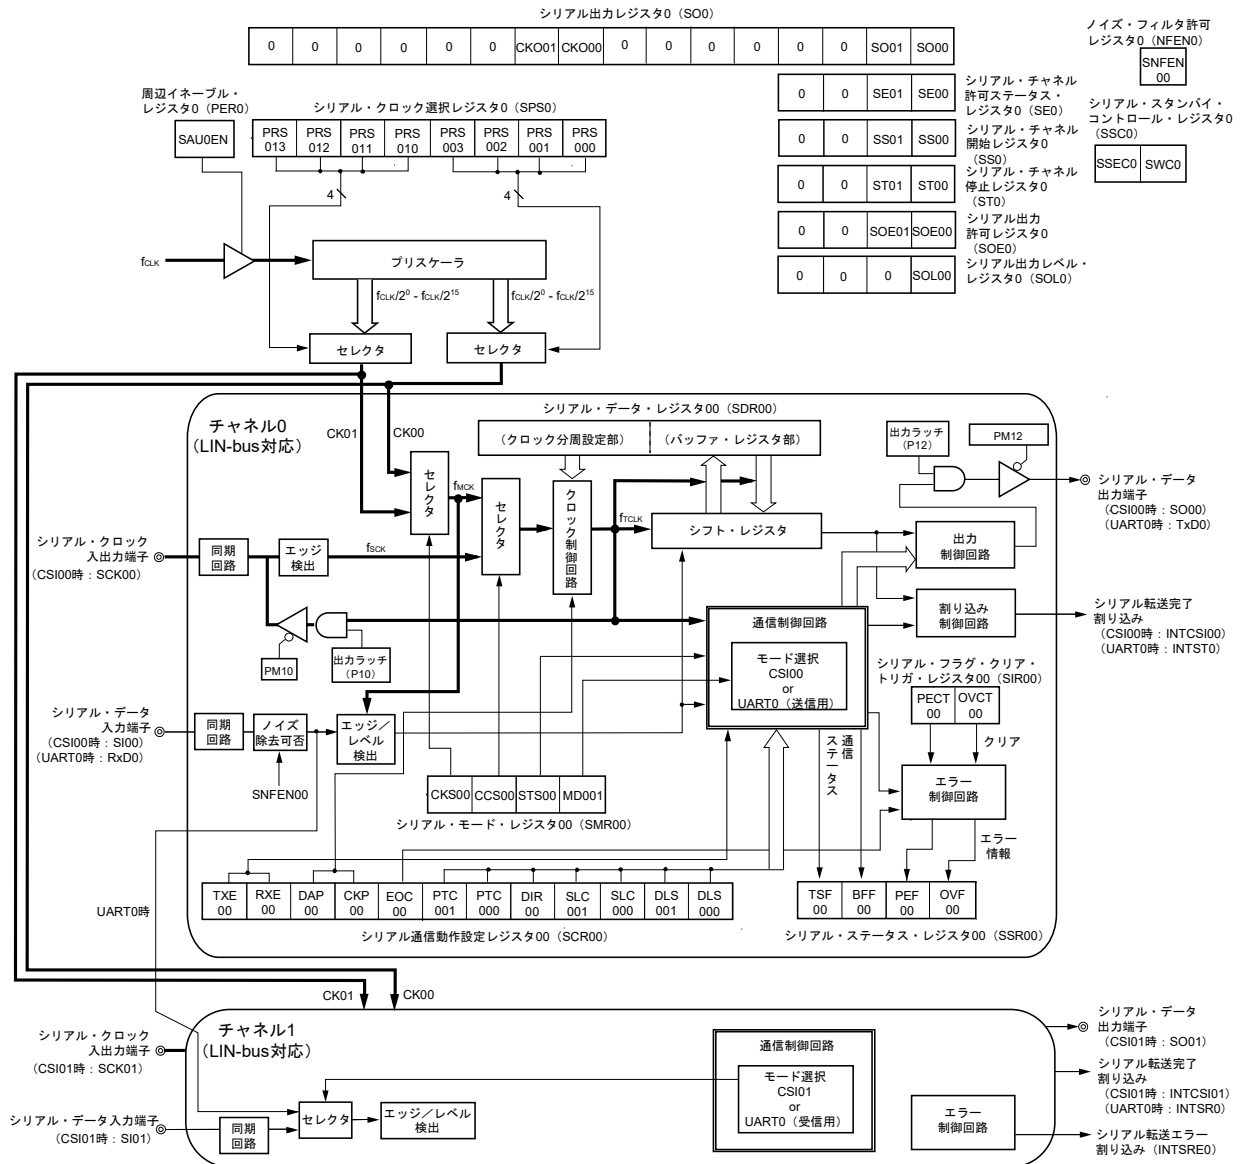 シリアル出力レジスタ0（SO0）
0 0 0 0 0 0 CKO01 CKO00 0 0 0 0 0 0 SO01 SO00
ノイズ・フィルタ許可
レジスタ0（NFEN0）
SNFEN
00
周辺イネーブル・
レジスタ0（PER0）
SAU0EN
シリアル・クロック選択レジスタ0（SPS0）
PRS PRS PRS PRS PRS PRS PRS PRS
013 012 011 010 003 002 001 000
0 0 SE01 SE00
シリアル・チャネル
許可ステータス・
レジスタ0（SE0）
0 0 SS01 SS00
シリアル・チャネル
開始レジスタ0
（SS0）
0 0 ST01 ST00
シリアル・チャネル
停止レジスタ0
（ST0）
0 0 SOE01 SOE00
シリアル出力
許可レジスタ0
（SOE0）
0 0 0 SOL00
シリアル出力レベル・
レジスタ0（SOL0）
シリアル・スタンバイ・
コントロール・レジスタ0
（SSC0）
SSEC0 SWC0
4
4
fCLK
プリスケーラ
fCLK/2⁰ - fCLK/2¹⁵
fCLK/2⁰ - fCLK/2¹⁵
セレクタ
セレクタ
チャネル0
（LIN-bus対応）
CK01
CK00
シリアル・データ・レジスタ00（SDR00）
（クロック分周設定部）
（バッファ・レジスタ部）
出力ラッチ
（P12）
PM12
シリアル・データ
出力端子
（CSI00時：SO00）
（UART0時：TxD0）
セレクタ
fMCK
セレクタ
クロック制御回路
fTCLK
シフト・レジスタ
出力
制御回路
シリアル・クロック
入出力端子
（CSI00時：SCK00）
同期
回路
エッジ
検出
fSCK
PM10
出力ラッチ
（P10）
通信制御回路
モード選択
CSI00
or
UART0（送信用）
割り込み
制御回路
シリアル転送完了
割り込み
（CSI00時：INTCSI00）
（UART0時：INTST0）
シリアル・フラグ・クリア・
トリガ・レジスタ00（SIR00）
PECT OVCT
00 00
クリア
シリアル・データ
入力端子
（CSI00時：SI00）
（UART0時：RxD0）
同期
回路
ノイズ
除去可否
SNFEN00
エッジ／
レベル
検出
通信
ステータス
エラー
制御回路
エラー
情報
CKS00 CCS00 STS00 MD001
シリアル・モード・レジスタ00（SMR00）
TXE RXE DAP CKP EOC PTC PTC DIR SLC SLC DLS DLS
00 00 00 00 00 001 000 00 001 000 001 000
シリアル通信動作設定レジスタ00（SCR00）
TSF BFF PEF OVF
00 00 00 00
シリアル・ステータス・レジスタ00（SSR00）
UART0時
CK01
CK00
チャネル1
（LIN-bus対応）
シリアル・クロック
入出力端子
（CSI01時：SCK01）
シリアル・データ入力端子
（CSI01時：SI01）
同期
回路
セレクタ
エッジ／レベル
検出
通信制御回路
モード選択
CSI01
or
UART0（受信用）
エラー
制御回路
シリアル・データ
出力端子
（CSI01時：SO01）
シリアル転送完了
割り込み
（CSI01時：INTCSI01）
（UART0時：INTSR0）
シリアル転送エラー
割り込み（INTSRE0）